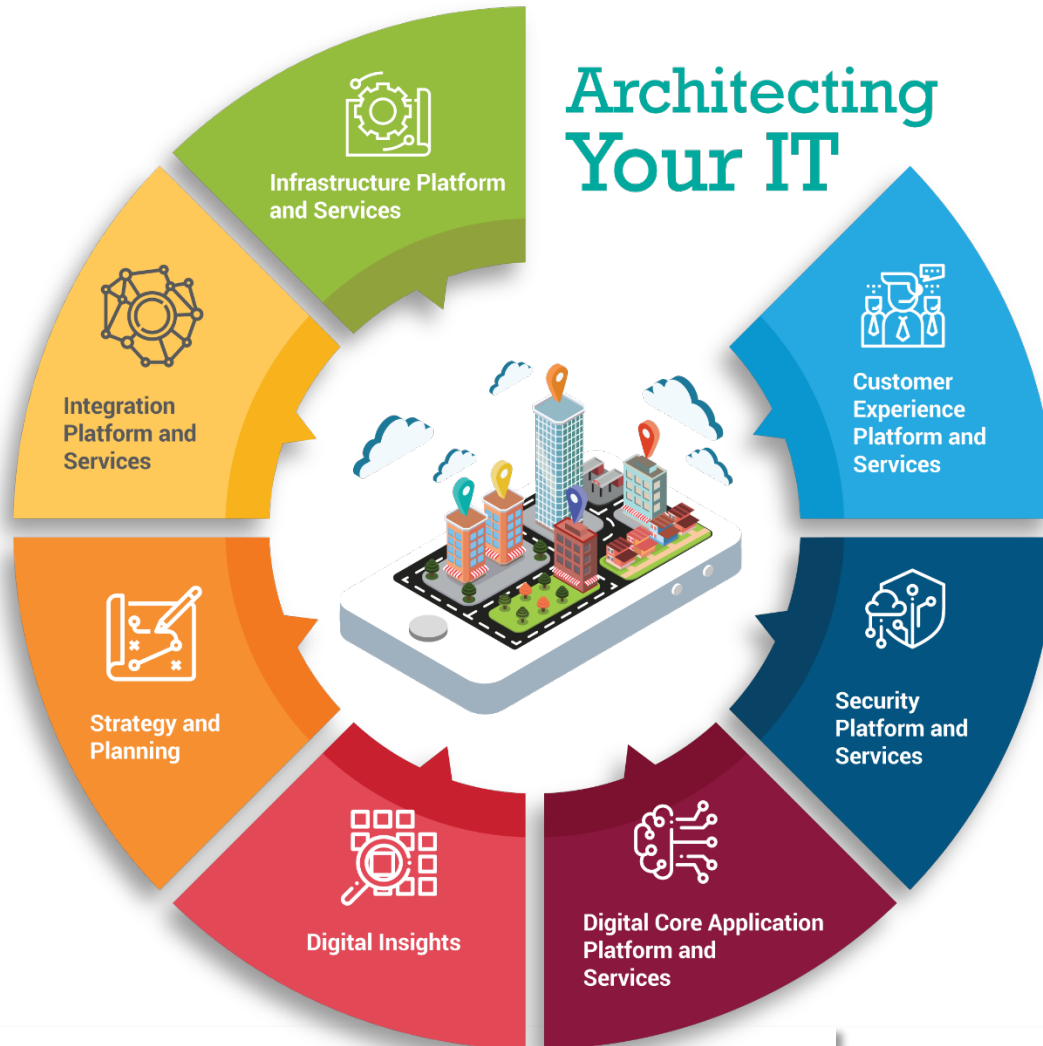 Architecting
Your IT
Infrastructure Platform
and Services
Integration
Platform and
Services
Strategy and
Planning
Digital Insights
Digital Core Application
Platform and
Services
Security
Platform and
Services
Customer
Experience
Platform and
Services